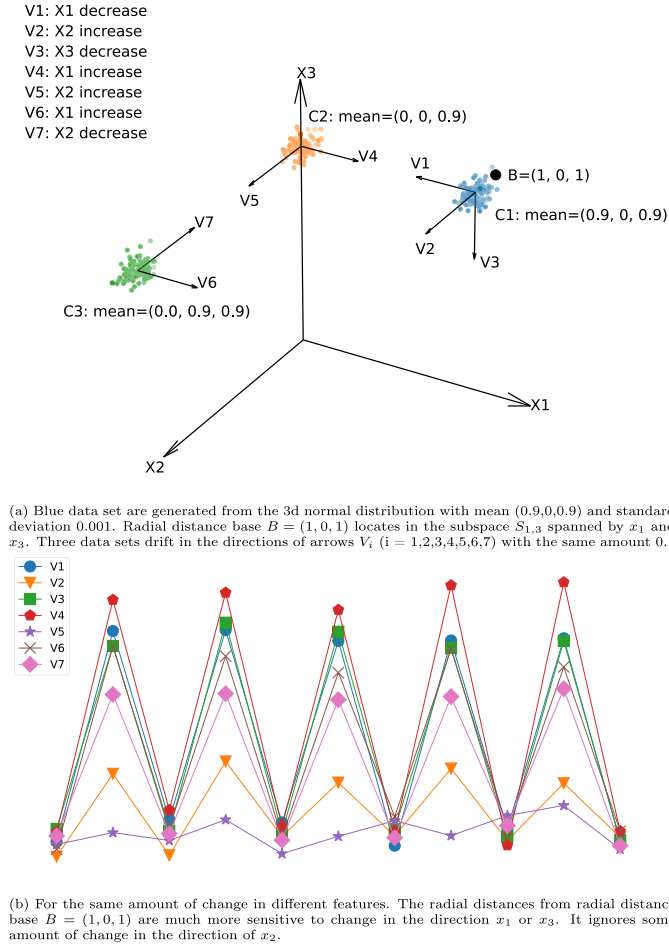 V1: X1 decrease
V2: X2 increase
V3: X3 decrease
V4: X1 increase
V5: X2 increase
V6: X1 increase
V7: X2 decrease
X3
C2: mean=(0, 0, 0.9)
V4
V1
B=(1, 0, 1)
V5
C1: mean=(0.9, 0, 0.9)
V7
V2
V3
V6
C3: mean=(0.0, 0.9, 0.9)
X1
X2
(a) Blue data set are generated from the 3d normal distribution with mean (0.9,0,0.9) and standard
deviation 0.001. Radial distance base B = (1, 0, 1) locates in the subspace S1,3 spanned by x1 and
x3. Three data sets drift in the directions of arrows Vi (i = 1,2,3,4,5,6,7) with the same amount 0.
V1
V2
V3
V4
V5
V6
V7
(b) For the same amount of change in different features. The radial distances from radial distance
base B = (1, 0, 1) are much more sensitive to change in the direction x1 or x3. It ignores some
amount of change in the direction of x2.